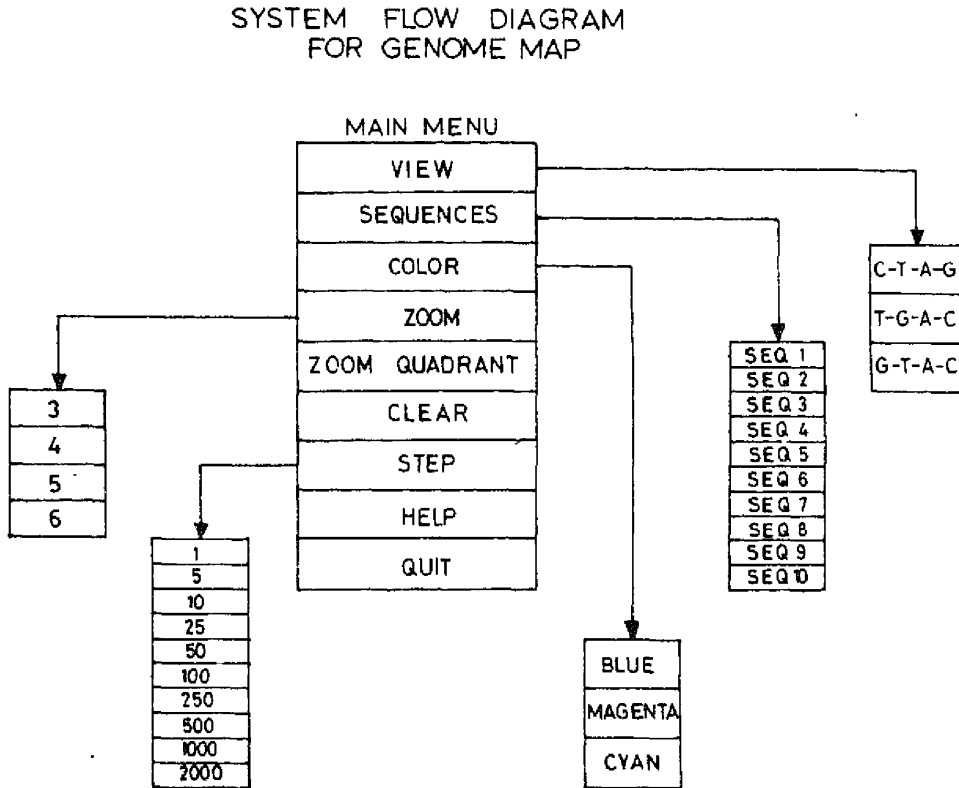 SYSTEM FLOW DIAGRAM
FOR GENOME MAP
MAIN MENU
VIEW
SEQUENCES
COLOR
ZOOM
ZOOM QUADRANT
CLEAR
STEP
HELP
QUIT
3
4
5
6
1
5
10
25
50
100
250
500
1000
2000
BLUE
MAGENTA
CYAN
SEQ 1
SEQ 2
SEQ 3
SEQ 4
SEQ 5
SEQ 6
SEQ 7
SEQ 8
SEQ 9
SEQ 10
C-T-A-G
T-G-A-C
G-T-A-C